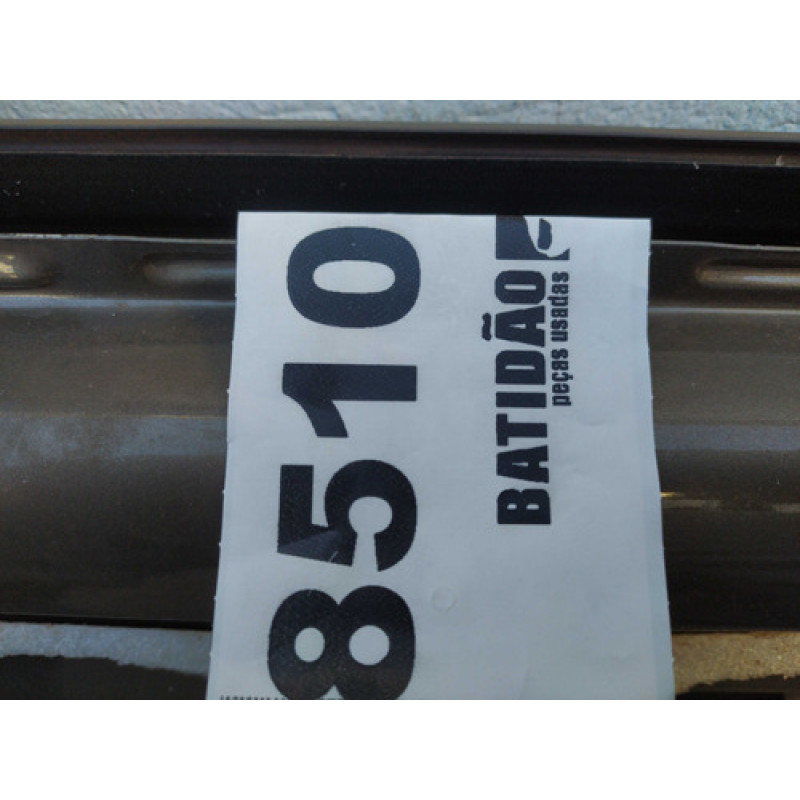 8510
BATIDÃO
peças usadas